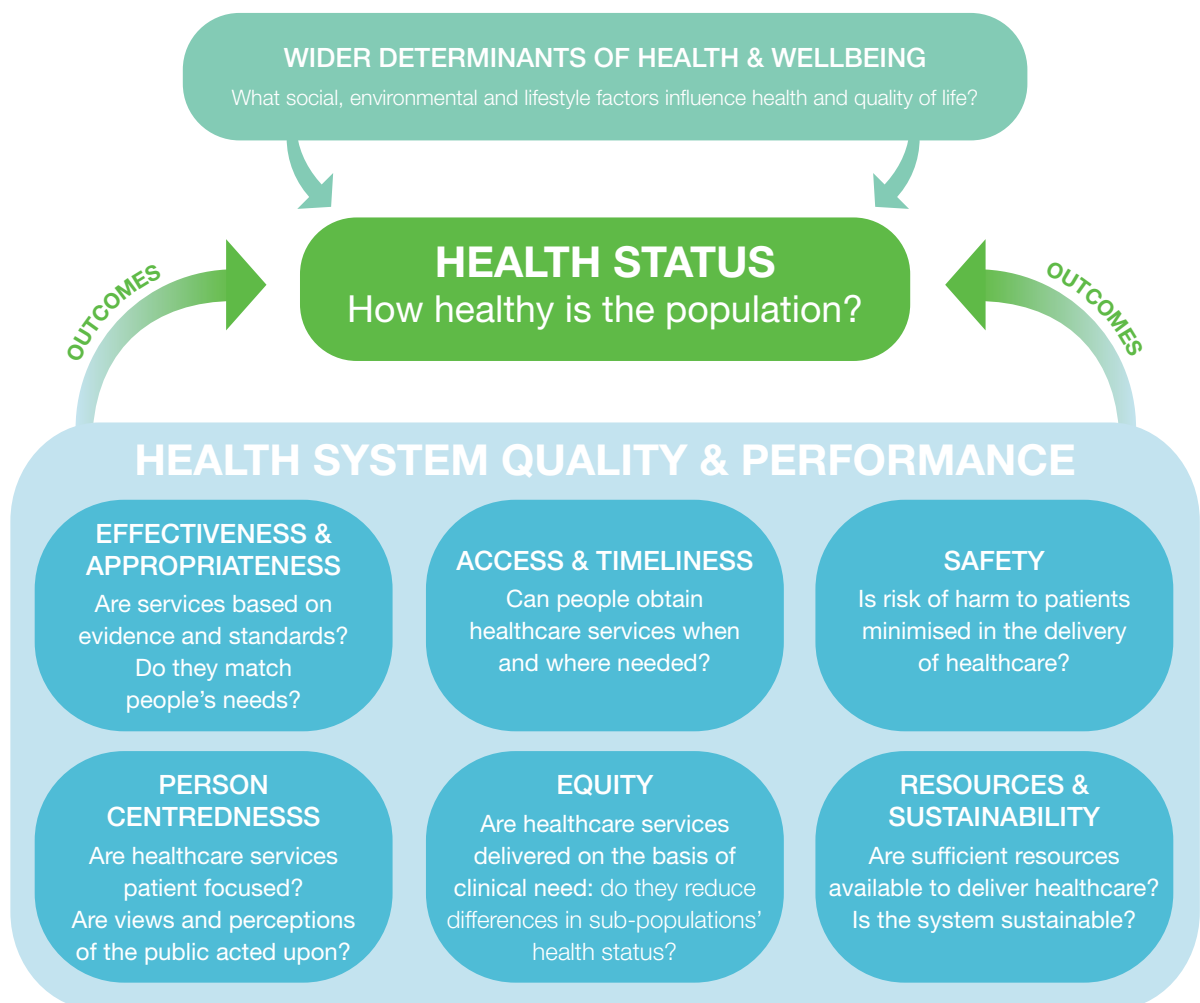 WIDER DETERMINANTS OF HEALTH & WELLBEING
What social, environmental and lifestyle factors influence health and quality of life?
HEALTH STATUS
How healthy is the population?
OUTCOMES
OUTCOMES
HEALTH SYSTEM QUALITY & PERFORMANCE
EFFECTIVENESS &
APPROPRIATENESS
Are services based on
evidence and standards?
Do they match
people’s needs?
ACCESS & TIMELINESS
Can people obtain
healthcare services when
and where needed?
SAFETY
Is risk of harm to patients
minimised in the delivery
of healthcare?
PERSON
CENTREDNESSS
Are healthcare services
patient focused?
Are views and perceptions
of the public acted upon?
EQUITY
Are healthcare services
delivered on the basis of
clinical need: do they reduce
differences in sub-populations’
health status?
RESOURCES &
SUSTAINABILITY
Are sufficient resources
available to deliver healthcare?
Is the system sustainable?